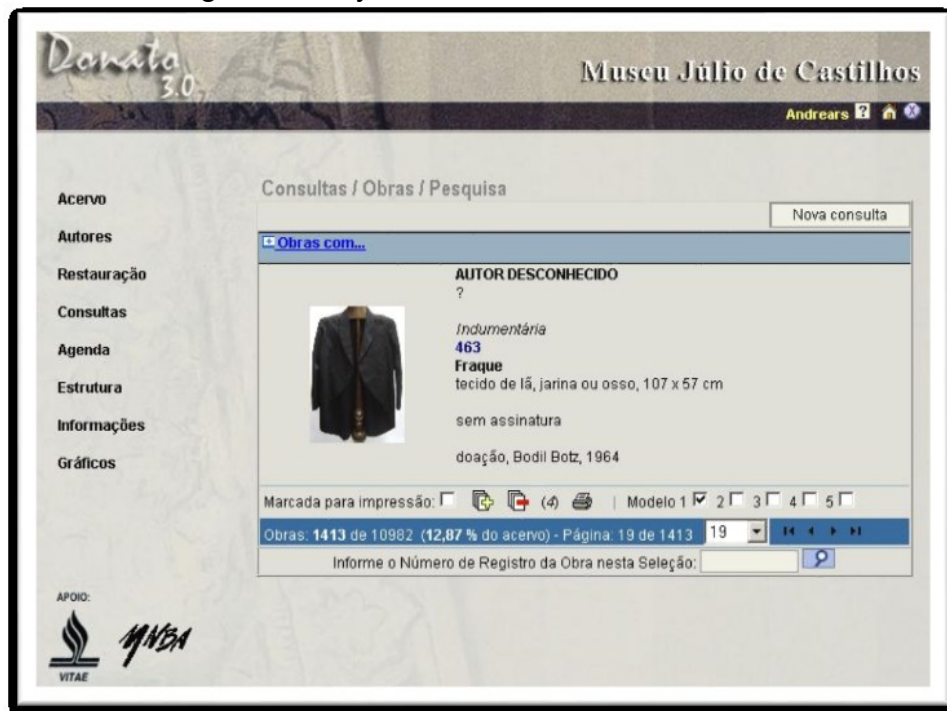 Donato
3.0
Museu Júlio de Castilhos
Andrears ?
Acervo
Autores
Restauração
Consultas
Agenda
Estrutura
Informações
Gráficos
Consultas / Obras / Pesquisa
Nova consulta
+ Obras com...
AUTOR DESCONHECIDO
?
Indumentária
463
Fraque
tecido de lã, jarina ou osso, 107 x 57 cm
sem assinatura
doação, Bodil Botz, 1964
Marcada para impressão: (4) | Modelo 1 2 3 4 5
Obras: 1413 de 10982 (12,87 % do acervo) - Página: 19 de 1413 19
Informe o Número de Registro da Obra nesta Seleção:
APOIO:
VITAE
MNBA